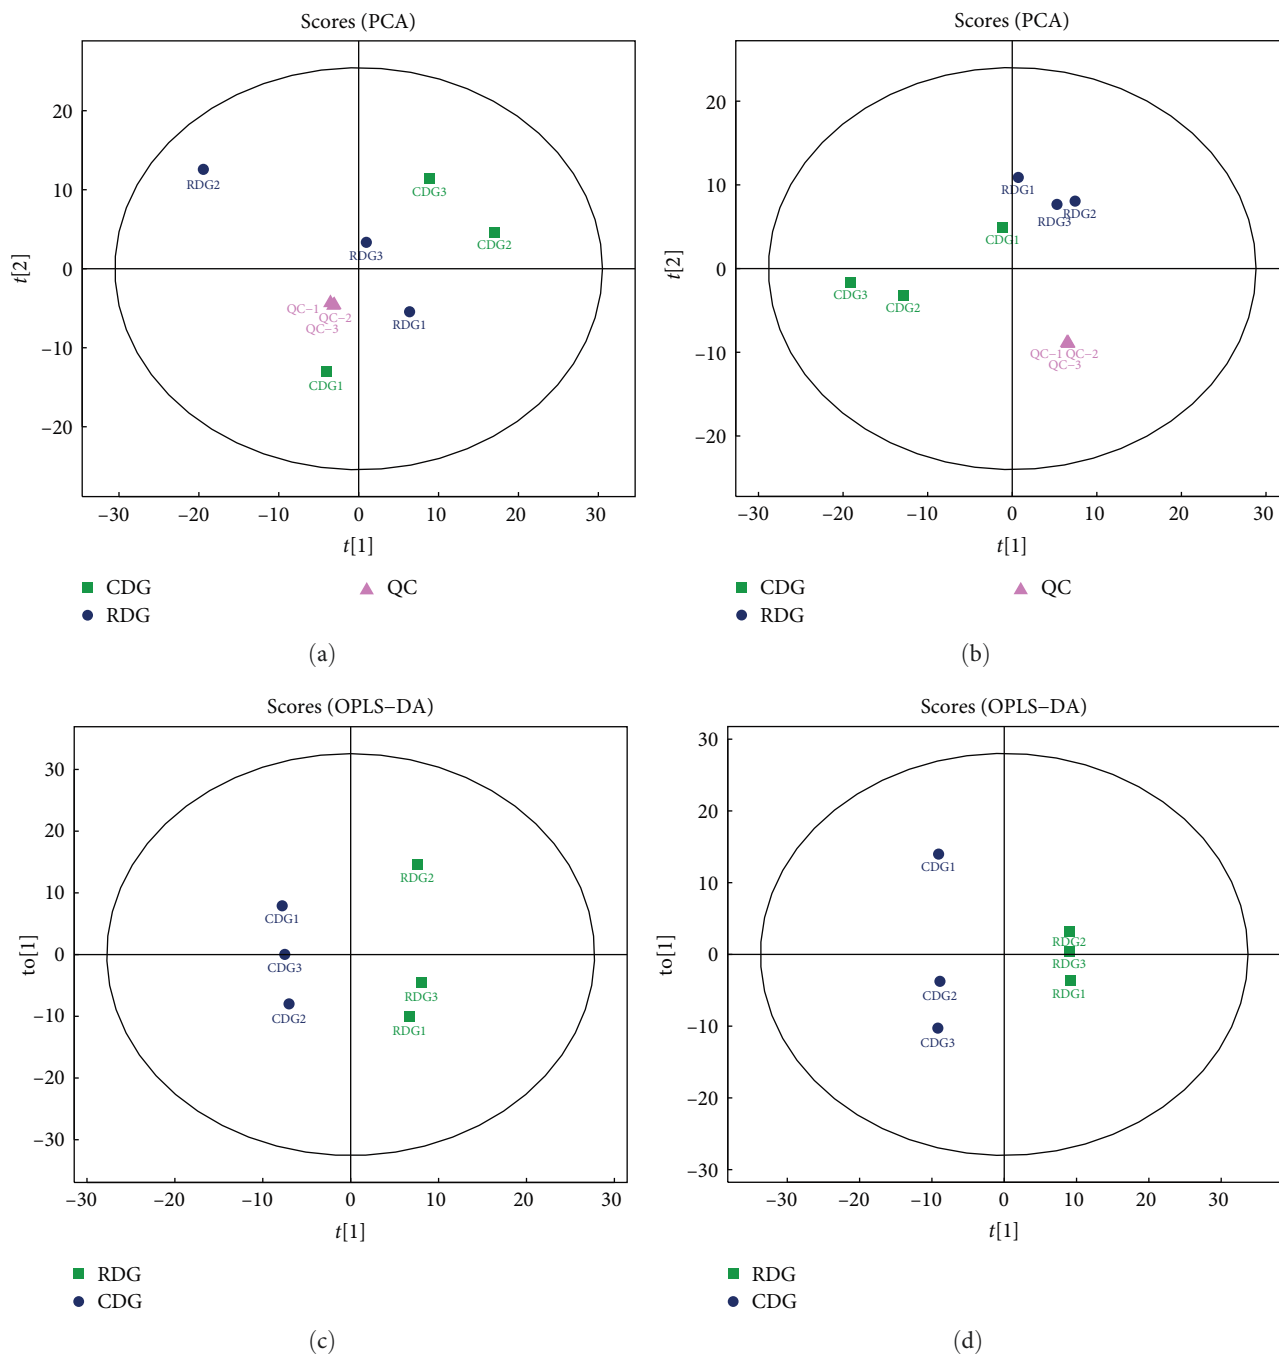 Scores (PCA)
20
10
0
−10
−20
t[2]
RDG2
CDG3
CDG2
RDG3
QC−1
QC−2
QC−3
RDG1
CDG1
−30 −20 −10 0 10 20 30
t[1]
CDG
RDG
QC
(a)
Scores (PCA)
20
10
0
−10
−20
t[2]
RDG1
RDG2
RDG3
CDG1
CDG3
CDG2
QC−1 QC−2
QC−3
−30 −20 −10 0 10 20 30
t[1]
CDG
RDG
QC
(b)
Scores (OPLS−DA)
30
20
10
0
−10
−20
−30
to[1]
RDG2
CDG1
CDG3
RDG3
CDG2
RDG1
−30 −20 −10 0 10 20 30
t[1]
RDG
CDG
(c)
Scores (OPLS−DA)
30
20
10
0
−10
−20
−30
to[1]
CDG1
RDG2
RDG3
CDG2
RDG1
CDG3
−30 −20 −10 0 10 20 30
t[1]
RDG
CDG
(d)